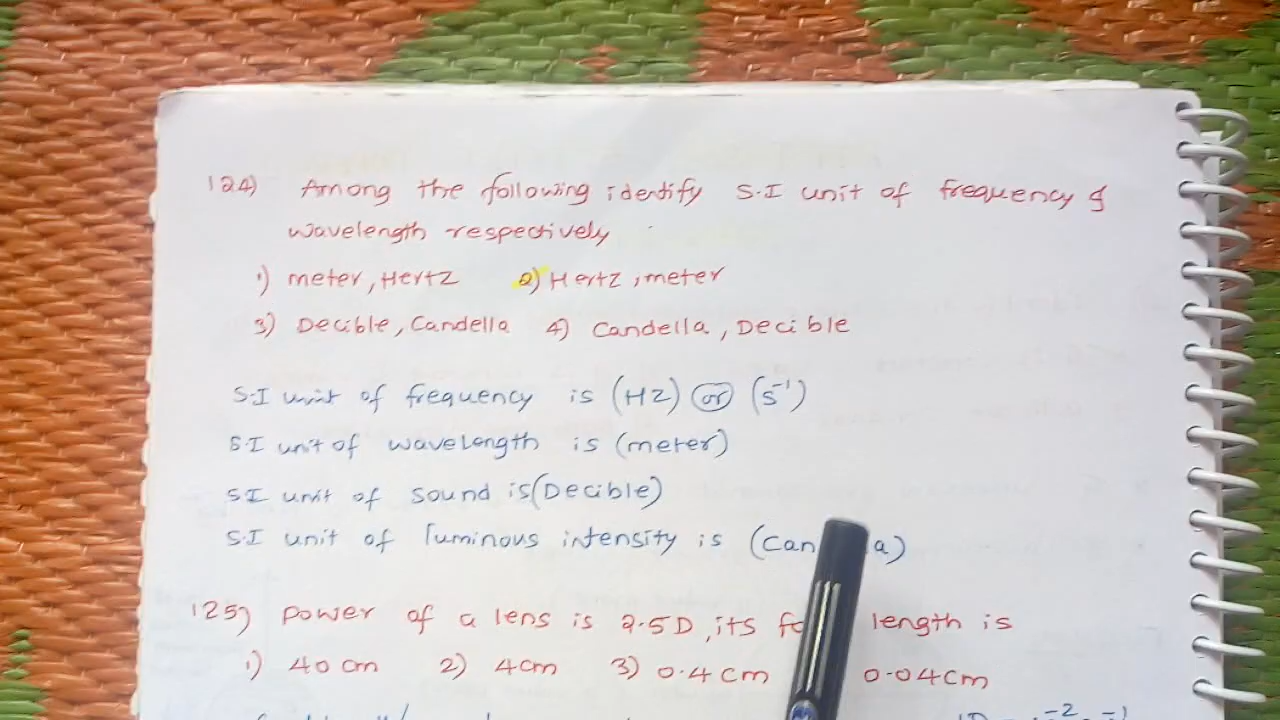 124) Among the following identify S.I unit of frequency &
wavelength respectively
1) meter, Hertz 2) Hertz, meter
3) Decible, Candella 4) Candella, Decible
S.I unit of frequency is (HZ) or (S⁻¹)
S.I unit of wavelength is (meter)
S.I unit of sound is (Decible)
S.I unit of luminous intensity is
125) power of a lens is 2.5D, its length is
1) 40 cm 2) 4cm 3) 0.4 cm 0.04cm